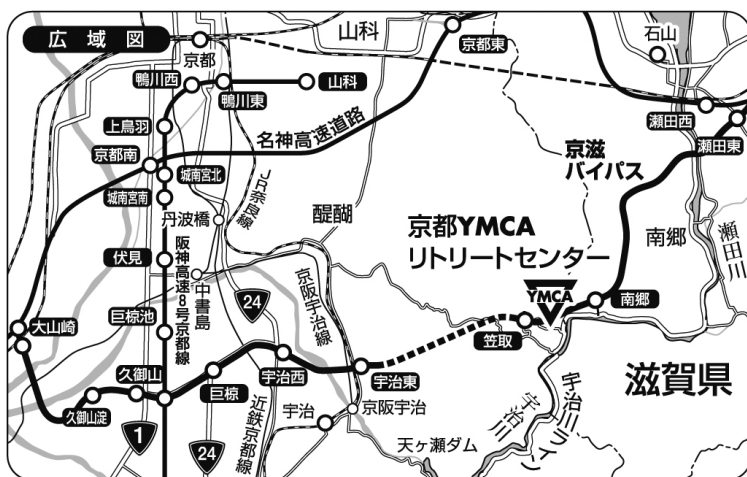 広域図
京都
山科
京都東
石山
鴨川西
鴨川東
山科
瀬田西
瀬田東
上鳥羽
名神高速道路
京都南
城南宮北
城南宮南
JR奈良線
京滋
バイパス
丹波橋
醍醐
京都YMCA
リトリートセンター
YMCA
南郷
瀬田川
伏見
阪神高速8号京都線
中書島
24
京阪宇治線
南郷
大山崎
巨椋池
笠取
滋賀県
久御山
巨椋
宇治西
宇治東
久御山淀
1
24
近鉄京都線
宇治
京阪宇治
天ヶ瀬ダム
宇治川
宇治川ライン